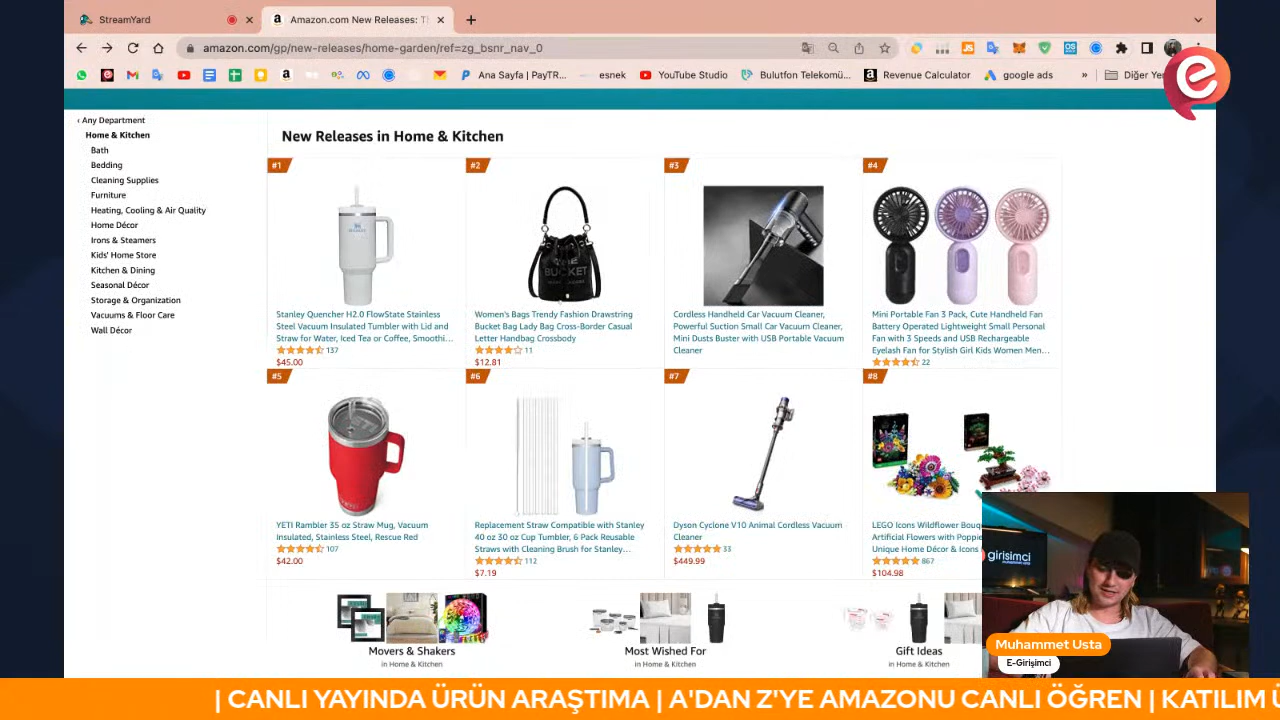 StreamYard
Amazon.com New Releases: T
amazon.com/gp/new-releases/home-garden/ref=zg_bsnr_nav_0
Ana Sayfa | PayTR...
esnek
YouTube Studio
Bulutfon Telekomü...
Revenue Calculator
google ads
»
Diğer Yer
e
‹ Any Department
Home & Kitchen
Bath
Bedding
Cleaning Supplies
Furniture
Heating, Cooling & Air Quality
Home Décor
Irons & Steamers
Kids' Home Store
Kitchen & Dining
Seasonal Décor
Storage & Organization
Vacuums & Floor Care
Wall Décor
New Releases in Home & Kitchen
#1
Stanley Quencher H2.0 FlowState Stainless
Steel Vacuum Insulated Tumbler with Lid and
Straw for Water, Iced Tea or Coffee, Smoothi...
137
$45.00
#2
THE
BUCKET
Women's Bags Trendy Fashion Drawstring
Bucket Bag Lady Bag Cross-Border Casual
Letter Handbag Crossbody
11
$12.81
#3
Cordless Handheld Car Vacuum Cleaner,
Powerful Suction Small Car Vacuum Cleaner,
Mini Dusts Buster with USB Portable Vacuum
Cleaner
#4
Mini Portable Fan 3 Pack, Cute Handheld Fan
Battery Operated Lightweight Small Personal
Fan with 3 Speeds and USB Rechargeable
Eyelash Fan for Stylish Girl Kids Women Men...
22
#5
YETI
YETI Rambler 35 oz Straw Mug, Vacuum
Insulated, Stainless Steel, Rescue Red
107
$42.00
#6
Replacement Straw Compatible with Stanley
40 oz 30 oz Cup Tumbler, 6 Pack Reusable
Straws with Cleaning Brush for Stanley...
112
$7.19
#7
Dyson Cyclone V10 Animal Cordless Vacuum
Cleaner
33
$449.99
#8
LEGO Icons Wildflower Bouq
Artificial Flowers with Poppie
Unique Home Décor & Icons
867
$104.98
Movers & Shakers
in Home & Kitchen
Most Wished For
in Home & Kitchen
Gift Ideas
in Home & Kitchen
girisimci
Muhammet Usta
E-Girişimci
| CANLI YAYINDA ÜRÜN ARAŞTIMA | A'DAN Z'YE AMAZONU CANLI ÖĞREN | KATILIM Ü